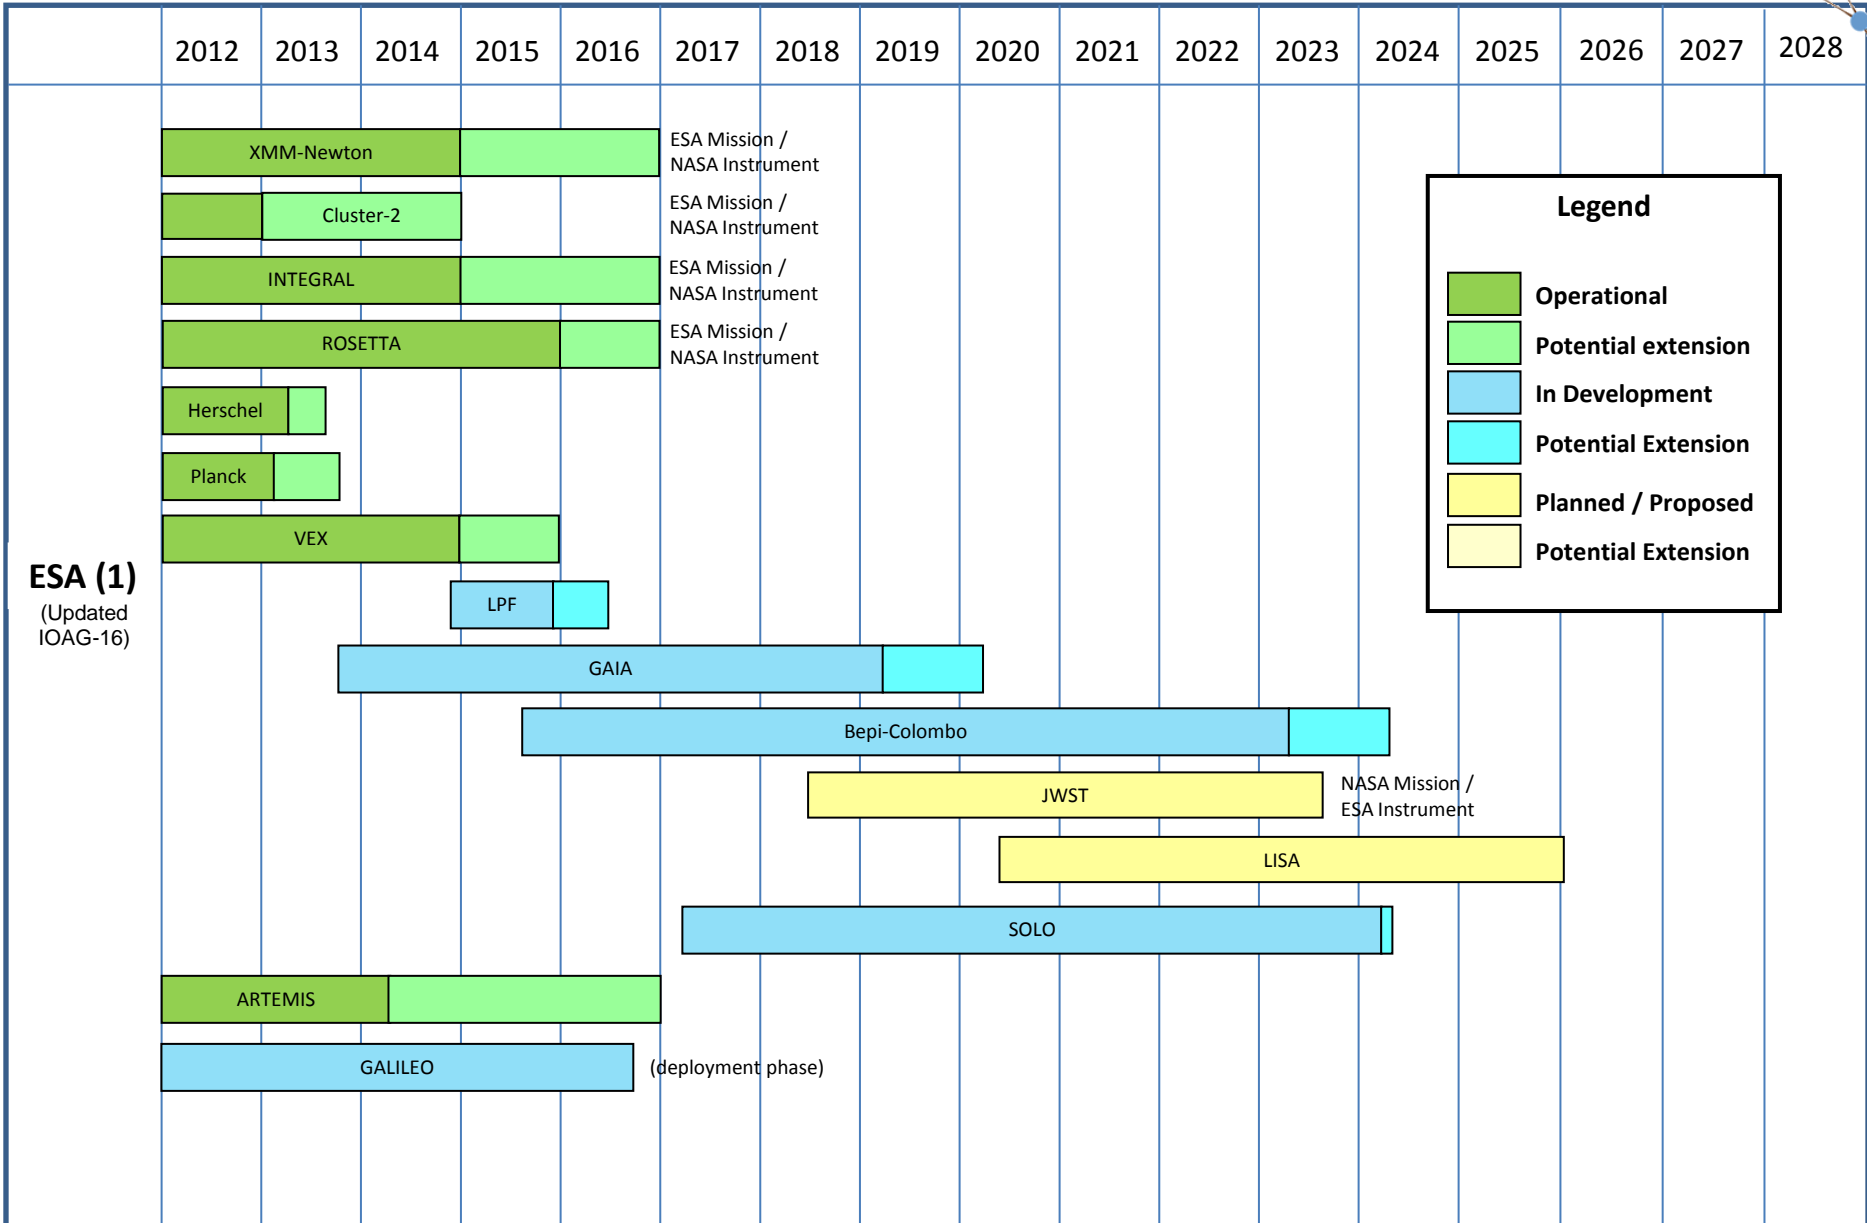 2012 2013 2014 2015 2016 2017 2018 2019 2020 2021 2022 2023 2024 2025 2026 2027 2028
XMM-Newton
ESA Mission /
NASA Instrument
Cluster-2
ESA Mission /
NASA Instrument
INTEGRAL
ESA Mission /
NASA Instrument
ROSETTA
ESA Mission /
NASA Instrument
Herschel
Planck
VEX
ESA (1)
(Updated
IOAG-16)
LPF
GAIA
Bepi-Colombo
JWST
NASA Mission /
ESA Instrument
LISA
SOLO
ARTEMIS
GALILEO
(deployment phase)
Legend
Operational
Potential extension
In Development
Potential Extension
Planned / Proposed
Potential Extension